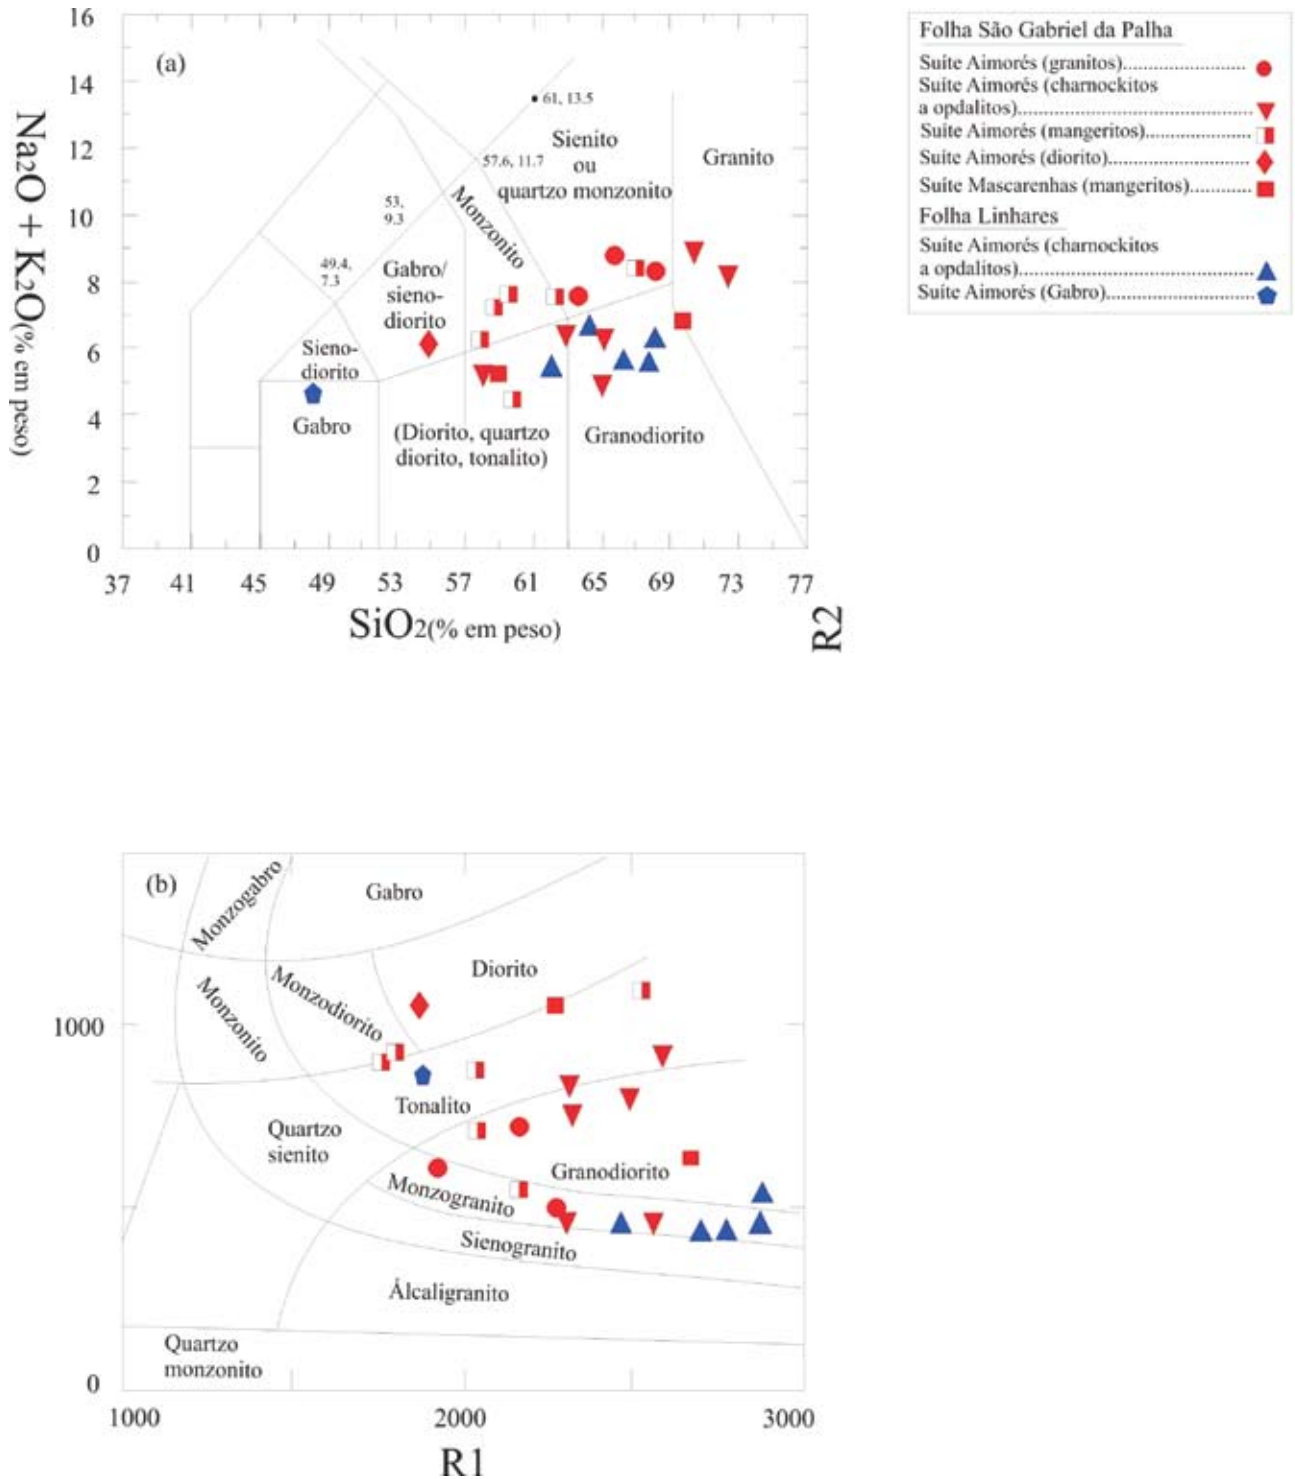 16
14
12
10
8
6
4
2
0
Na2O + K2O(% em peso)
(a)
61, 13.5
57.6, 11.7
53,
9.3
49.4,
7.3
Sienito
ou
quartzo monzonito
Granito
Monzonito
Gabro/
sieno-
diorito
Sieno-
diorito
Gabro
(Diorito, quartzo
diorito, tonalito)
Granodiorito
37 41 45 49 53 57 61 65 69 73 77
SiO2(% em peso)
R2
Folha São Gabriel da Palha
Suíte Aimorés (granitos)
Suíte Aimorés (charnockitos
a opdalitos)
Suíte Aimorés (mangeritos)
Suíte Aimorés (diorito)
Suíte Mascarenhas (mangeritos)
Folha Linhares
Suíte Aimorés (charnockitos
a opdalitos)
Suíte Aimorés (Gabro)
(b)
Monzogabro
Gabro
Diorito
Monzodiorito
Monzonito
1000
Tonalito
Quartzo
sienito
Granodiorito
Monzogranito
Sienogranito
Álcaligranito
Quartzo
monzonito
0
1000 2000 3000
R1